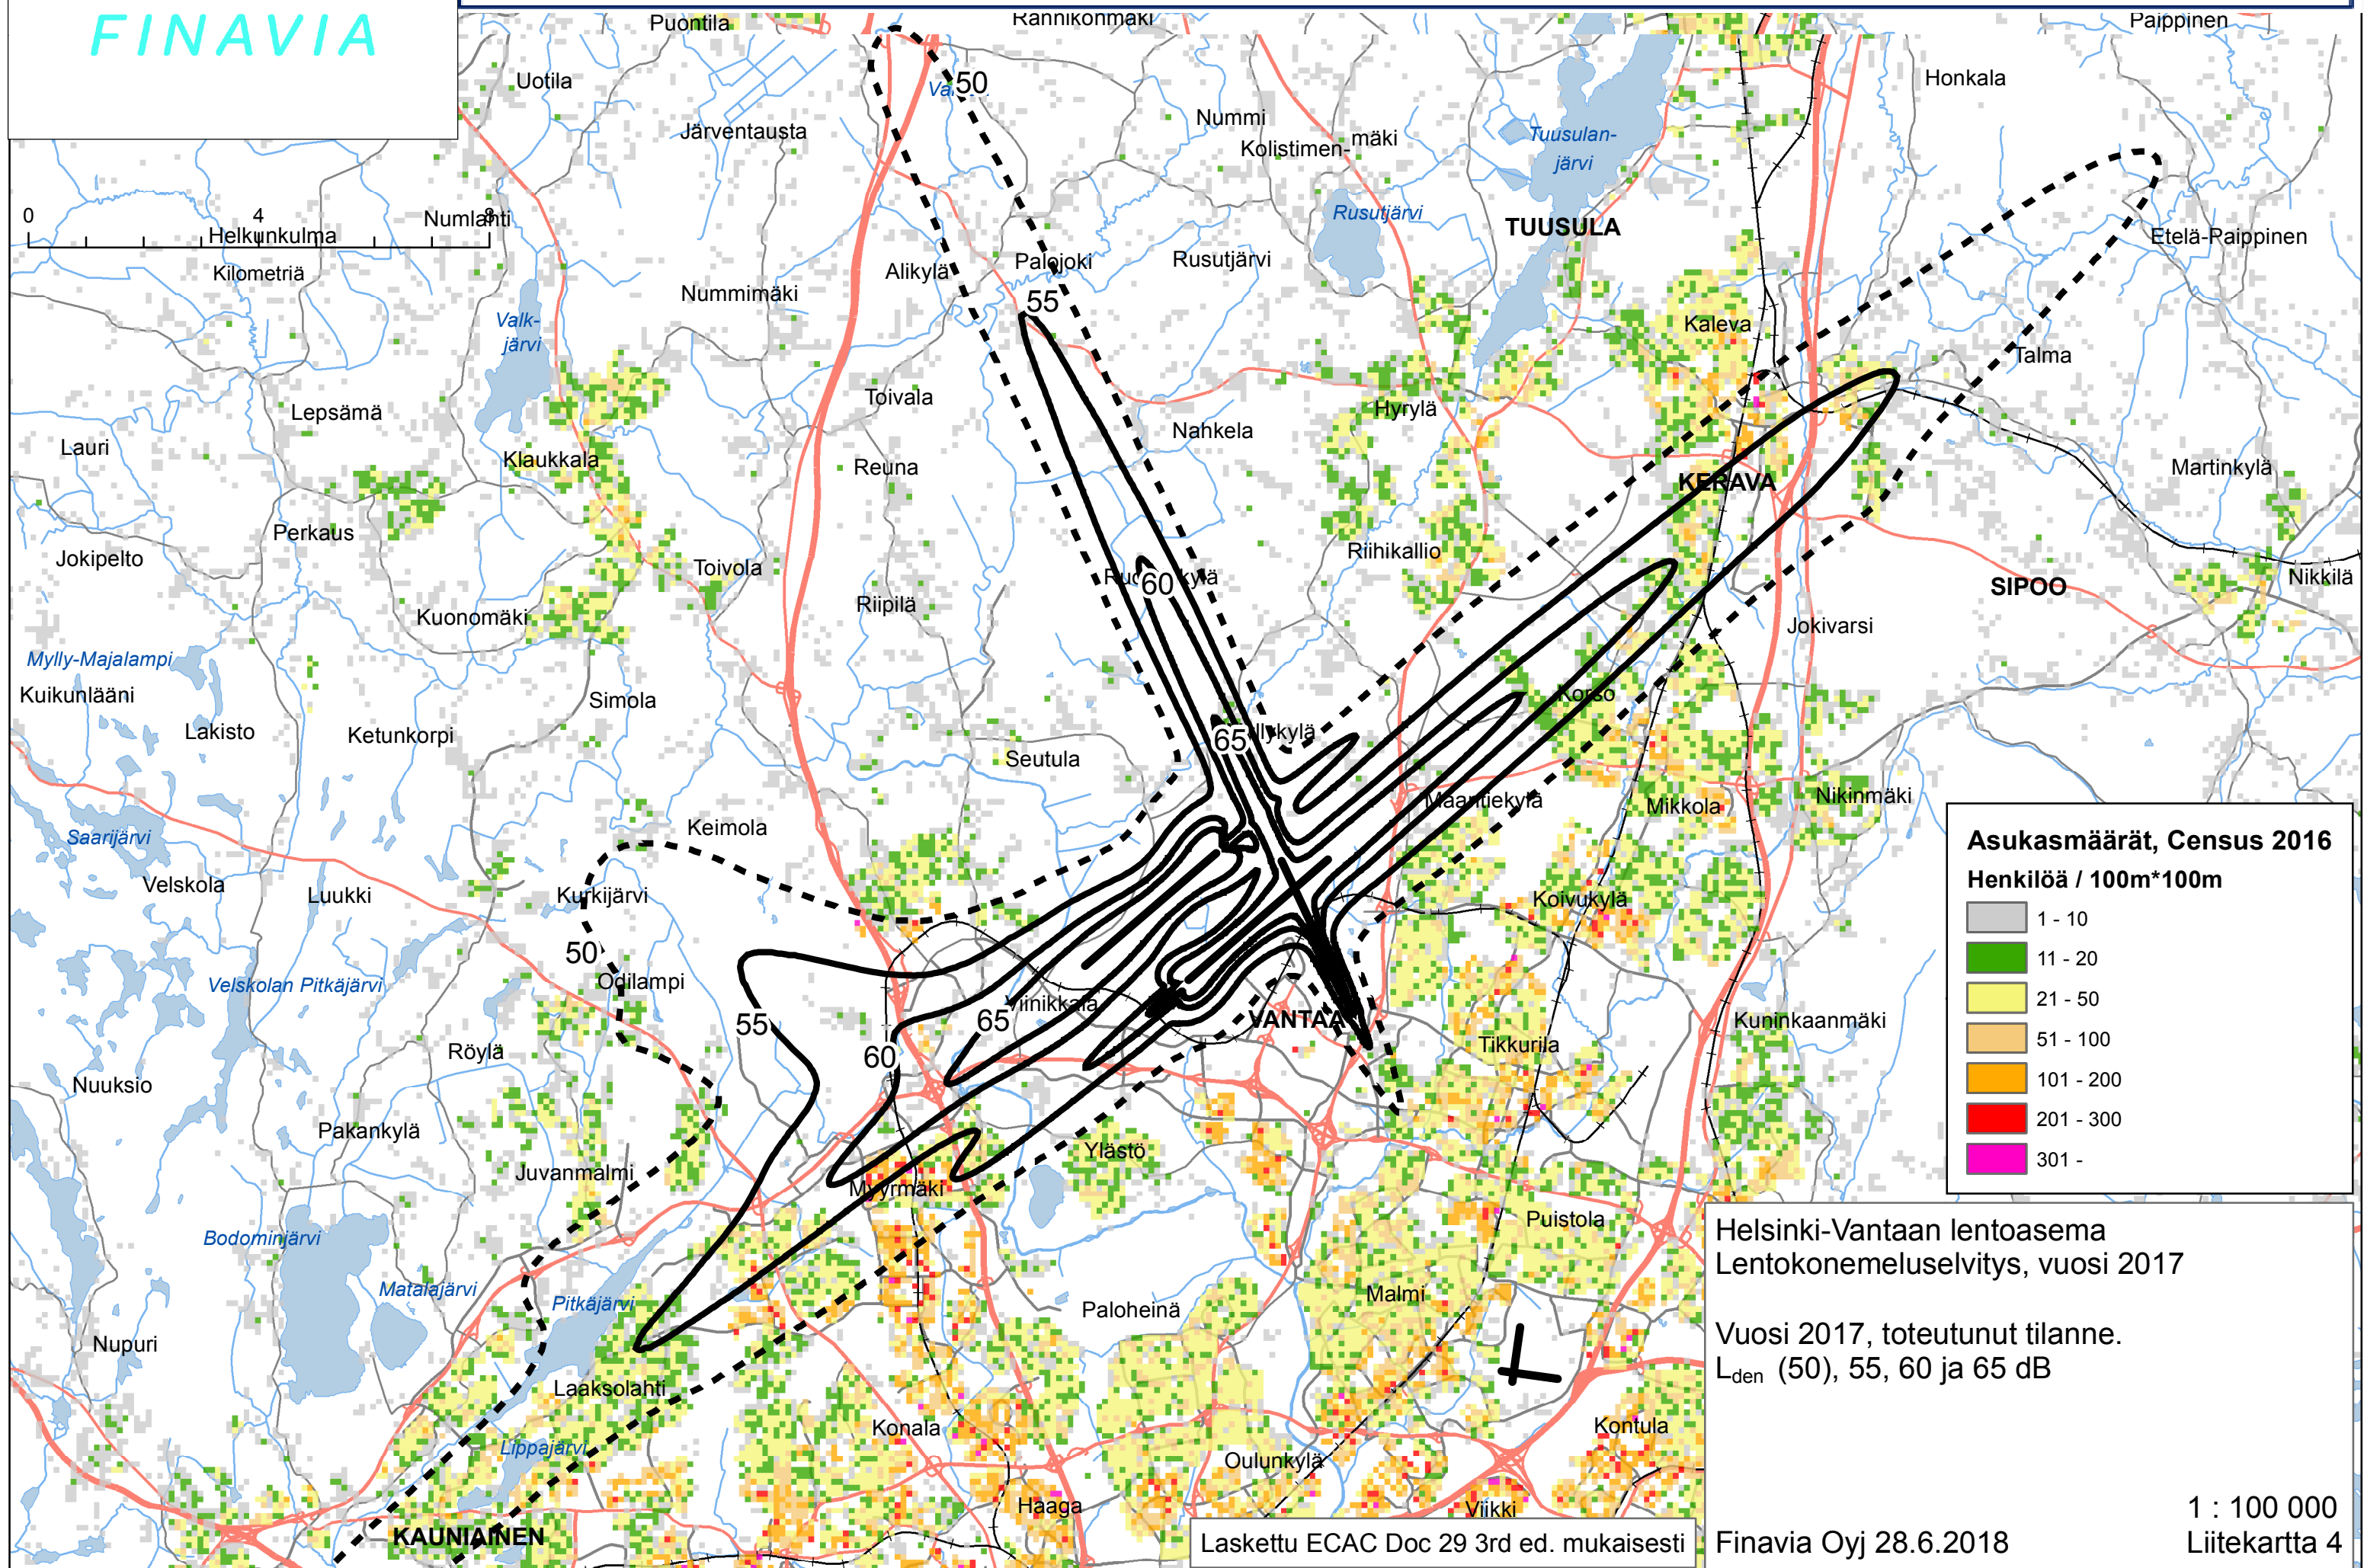 FINAVIA
Puontila
Rannikonmäki
Paippinen
Uotila
50
Honkala
Järventausta
Nummi
Kolistimen-mäki
Tuusulan-
järvi
0 4 8
Kilometriä
Numlahti
Helkunkulma
Rusutjärvi
TUUSULA
Etelä-Paippinen
Alikylä
Palojoki
Rusutjärvi
Nummimäki
55
Valk-
järvi
Kaleva
Talma
Lepsämä
Toivala
Hyrylä
Lauri
Klaukkala
Nahkela
Reuna
KERAVA
Martinkylä
Perkaus
Jokipelto
Toivola
Riihikallio
60
Nikkilä
SIPOO
Kuonomäki
Riipilä
Jokivarsi
Mylly-Majalampi
Kuikunlääni
Simola
Korso
Lakisto
Ketunkorpi
65
Seutula
Maantiekylä
Mikkola
Nikinmäki
Saarijärvi
Keimola
Velskola
Luukki
Kurkijärvi
Koivukylä
50
Velskolan Pitkäjärvi
Odilampi
Viinikkala
55
65
VANTAA
Kuninkaanmäki
Röylä
60
Tikkurila
Nuuksio
Pakankylä
Ylästö
Juvanmalmi
Myyrmäki
Puistola
Bodominjärvi
Matalajärvi
Pitkäjärvi
Malmi
Paloheinä
Nupuri
Laaksolahti
Konala
Kontula
Lippajärvi
Oulunkylä
Haaga
Viikki
KAUNIAINEN
Asukasmäärät, Census 2016
Henkilöä / 100m*100m
1 - 10
11 - 20
21 - 50
51 - 100
101 - 200
201 - 300
301 -
Helsinki-Vantaan lentoasema
Lentokonemeluselvitys, vuosi 2017
Vuosi 2017, toteutunut tilanne.
Lden (50), 55, 60 ja 65 dB
1 : 100 000
Laskettu ECAC Doc 29 3rd ed. mukaisesti
Finavia Oyj 28.6.2018
Liitekartta 4